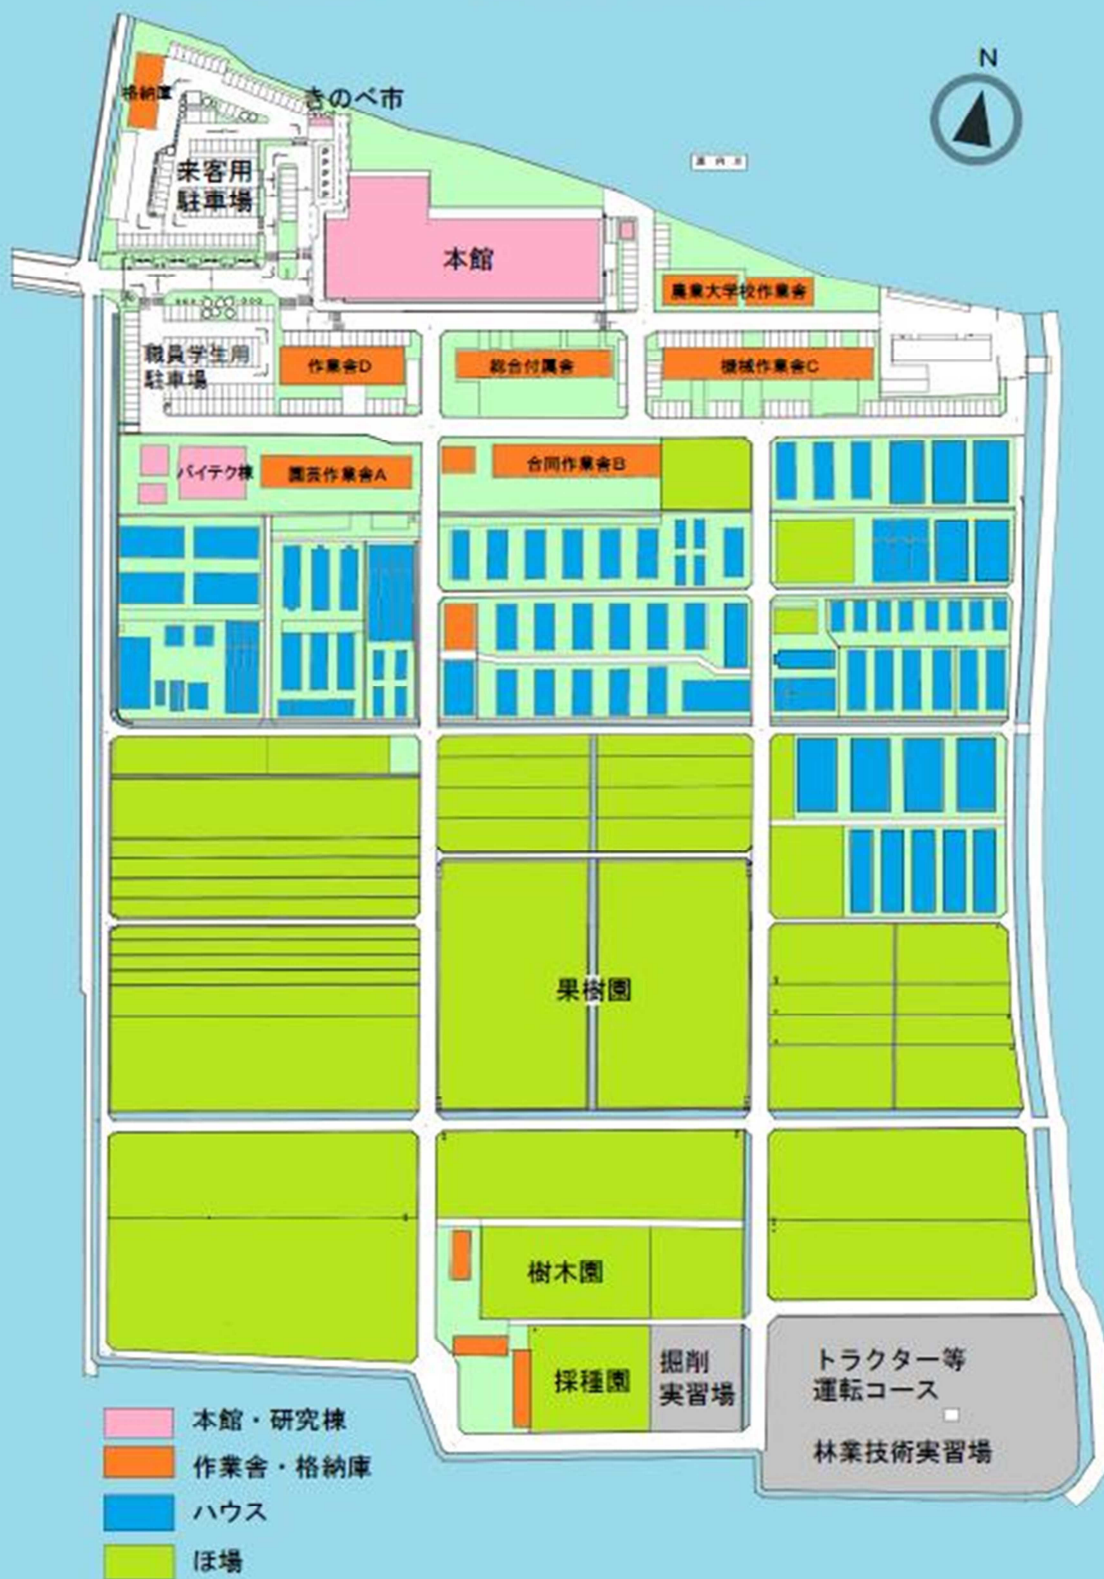 N
格納庫
きのべ市
来客用
駐車場
本館
農業大学校作業舎
職員学生用
駐車場
作業舎D
総合付属舎
機械作業舎C
バイテク棟
園芸作業舎A
合同作業舎B
果樹園
樹木園
採種園
掘削
実習場
トラクター等
運転コース
林業技術実習場
本館・研究棟
作業舎・格納庫
ハウス
ほ場